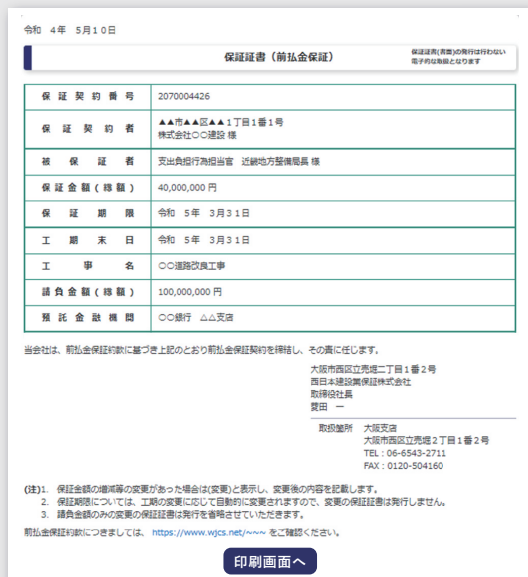 令和 4年 5月10日
保証証書（前払金保証）
保証証書(書面)の発行は行わない
電子的な取扱となります
保証契約番号 2070004426
保証契約者 ▲▲市▲▲区▲▲１丁目１番１号
株式会社〇〇建設 様
被保証者 支出負担行為担当官 近畿地方整備局長 様
保証金額(総額) 40,000,000 円
保証期限 令和 5年 3月31日
工期末日 令和 5年 3月31日
工事名 〇〇道路改良工事
請負金額(総額) 100,000,000 円
預託金融機関 〇〇銀行 △△支店
当会社は、前払金保証約款に基づき上記のとおり前払金保証契約を締結し、その責に任じます。
大阪市西区立売堀二丁目１番２号
西日本建設業保証株式会社
取締役社長
愛田 一
取扱箇所 大阪支店
大阪市西区立売堀２丁目１番２号
TEL：06-6543-2711
FAX：0120-504160
(注)1. 保証金額の増減等の変更があった場合は(変更)と表示し、変更後の内容を記載します。
2. 保証期限については、工期の変更に応じて自動的に変更されますので、変更の保証証書は発行しません。
3. 請負金額のみの変更の保証証書は発行を省略させていただきます。
前払金保証約款につきましては、 https://www.wjcs.net/~~~ をご確認ください。
印刷画面へ